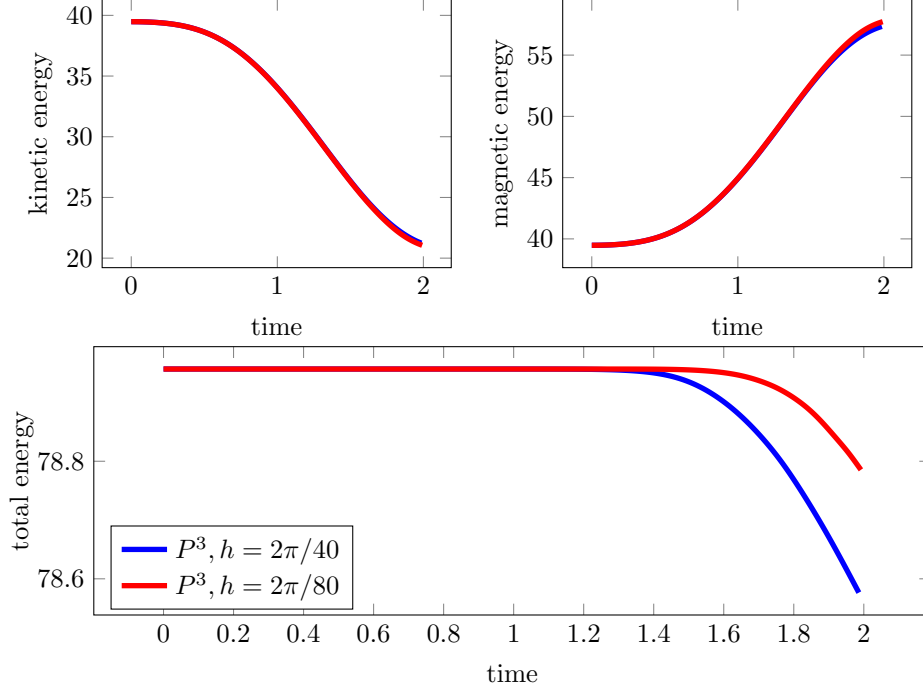 40
35
30
25
20
kinetic energy
0 1 2
time
55
50
45
40
magnetic energy
0 1 2
time
78.8
78.6
total energy
P^3, h = 2π/40
P^3, h = 2π/80
0 0.2 0.4 0.6 0.8 1 1.2 1.4 1.6 1.8 2
time